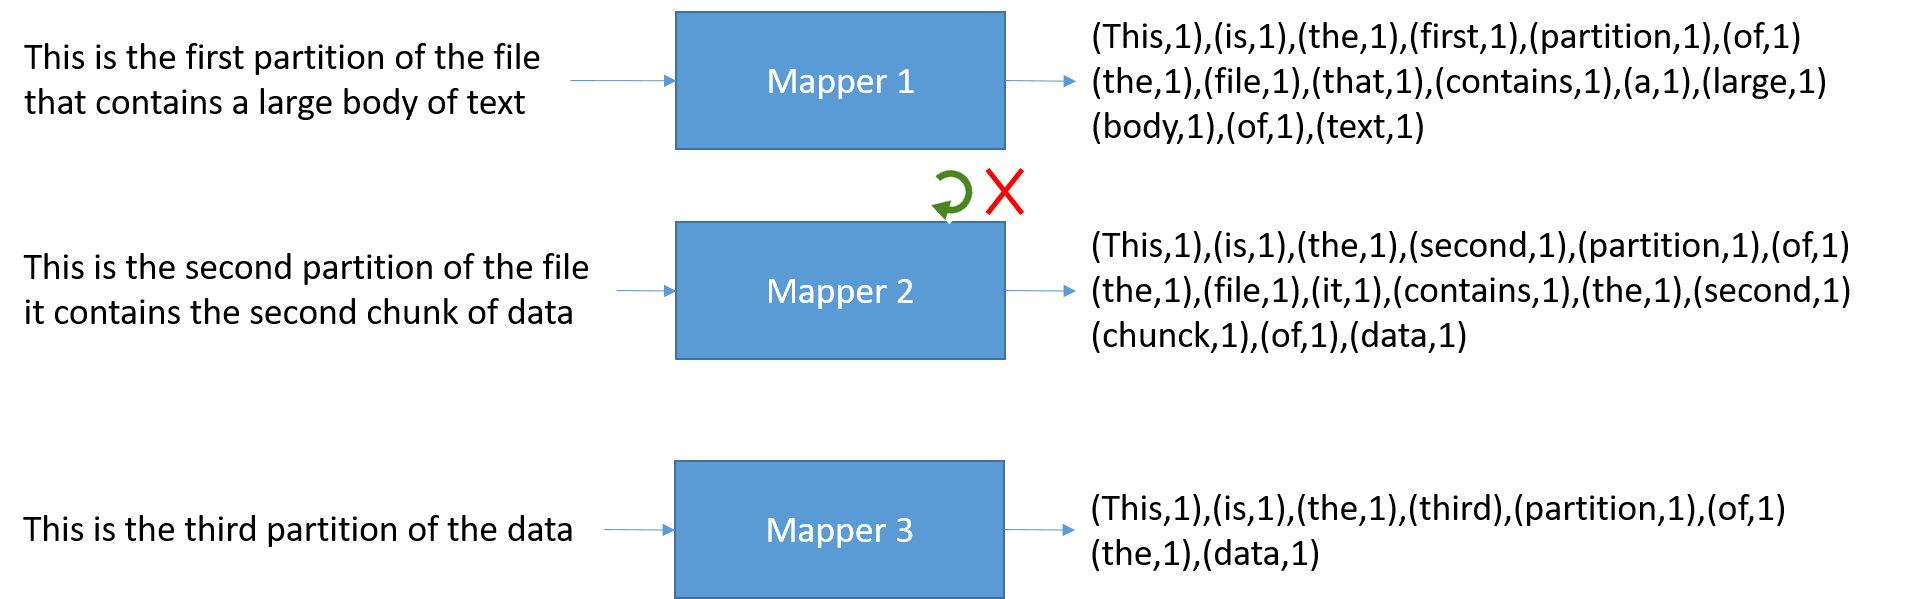 This is the first partition of the file
that contains a large body of text
Mapper 1
(This,1),(is,1),(the,1),(first,1),(partition,1),(of,1)
(the,1),(file,1),(that,1),(contains,1),(a,1),(large,1)
(body,1),(of,1),(text,1)
This is the second partition of the file
it contains the second chunk of data
Mapper 2
(This,1),(is,1),(the,1),(second,1),(partition,1),(of,1)
(the,1),(file,1),(it,1),(contains,1),(the,1),(second,1)
(chunck,1),(of,1),(data,1)
This is the third partition of the data
Mapper 3
(This,1),(is,1),(the,1),(third),(partition,1),(of,1)
(the,1),(data,1)